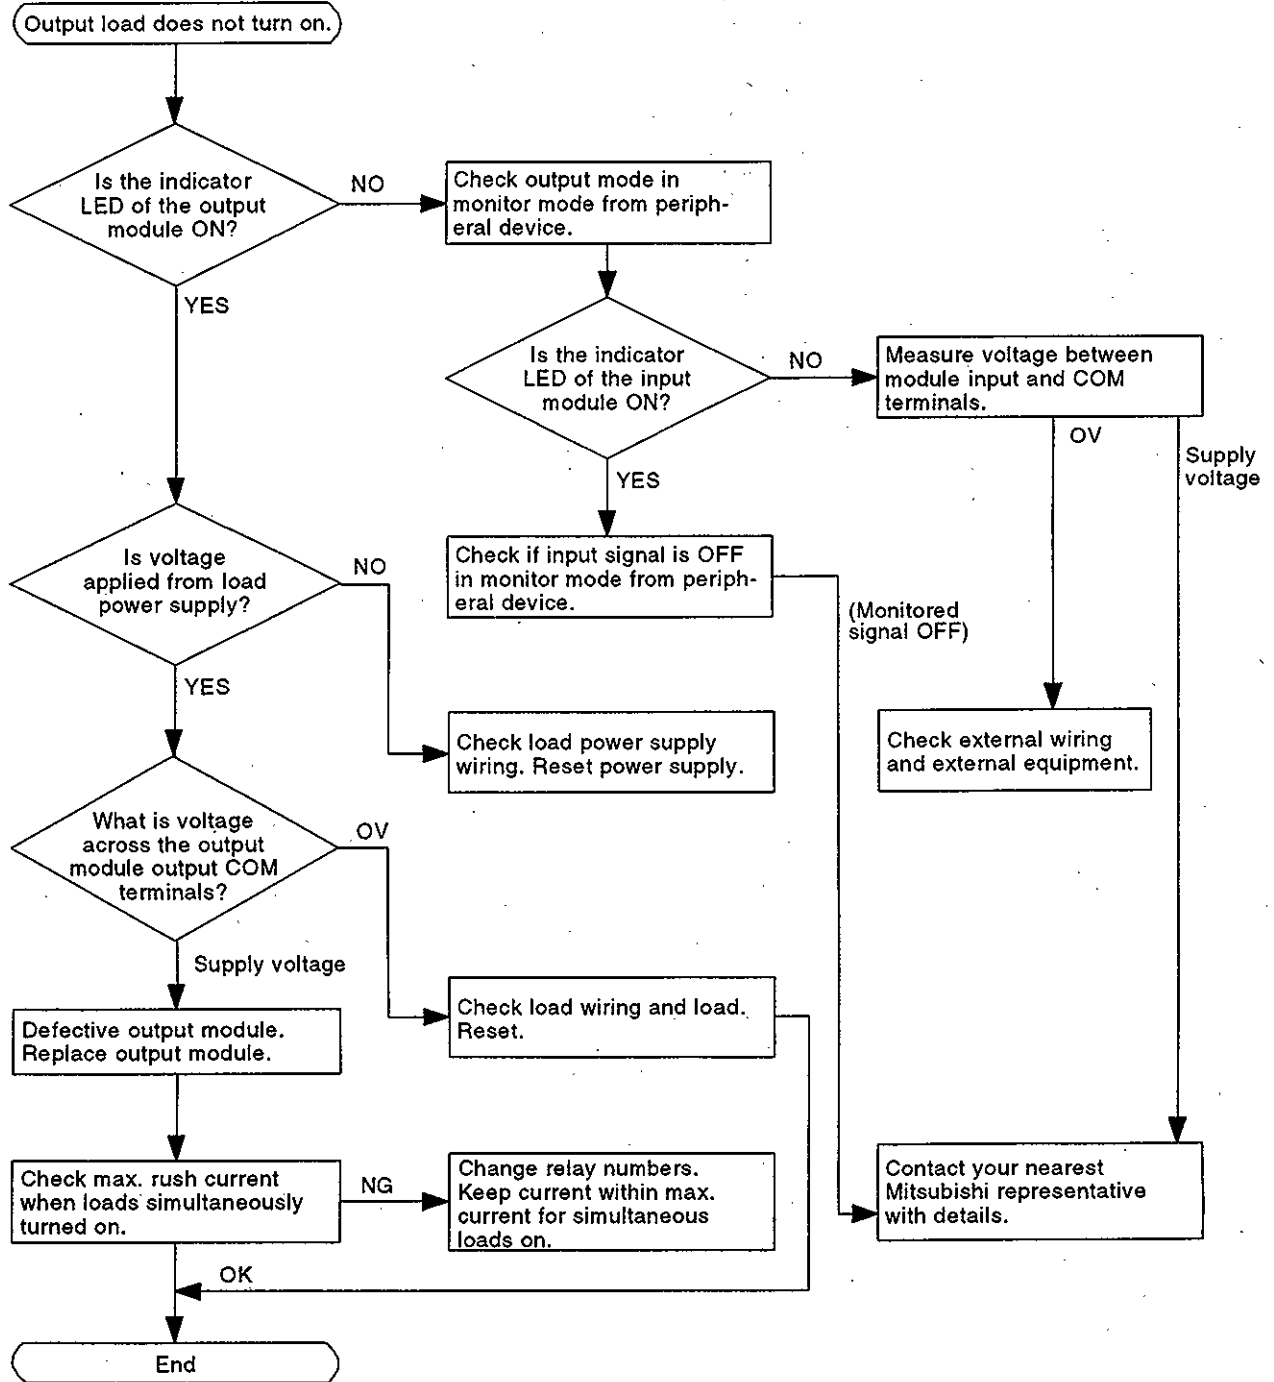 Output load does not turn on.
Is the indicator
LED of the output
module ON?
NO
Check output mode in
monitor mode from periph-
eral device.
YES
Is the indicator
LED of the input
module ON?
NO
Measure voltage between
module input and COM
terminals.
OV
Supply
voltage
YES
Check if input signal is OFF
in monitor mode from periph-
eral device.
(Monitored
signal OFF)
Is voltage
applied from load
power supply?
NO
YES
Check load power supply
wiring. Reset power supply.
Check external wiring
and external equipment.
What is voltage
across the output
module output COM
terminals?
OV
Supply voltage
Check load wiring and load.
Reset.
Defective output module.
Replace output module.
Check max. rush current
when loads simultaneously
turned on.
NG
Change relay numbers.
Keep current within max.
current for simultaneous
loads on.
Contact your nearest
Mitsubishi representative
with details.
OK
End